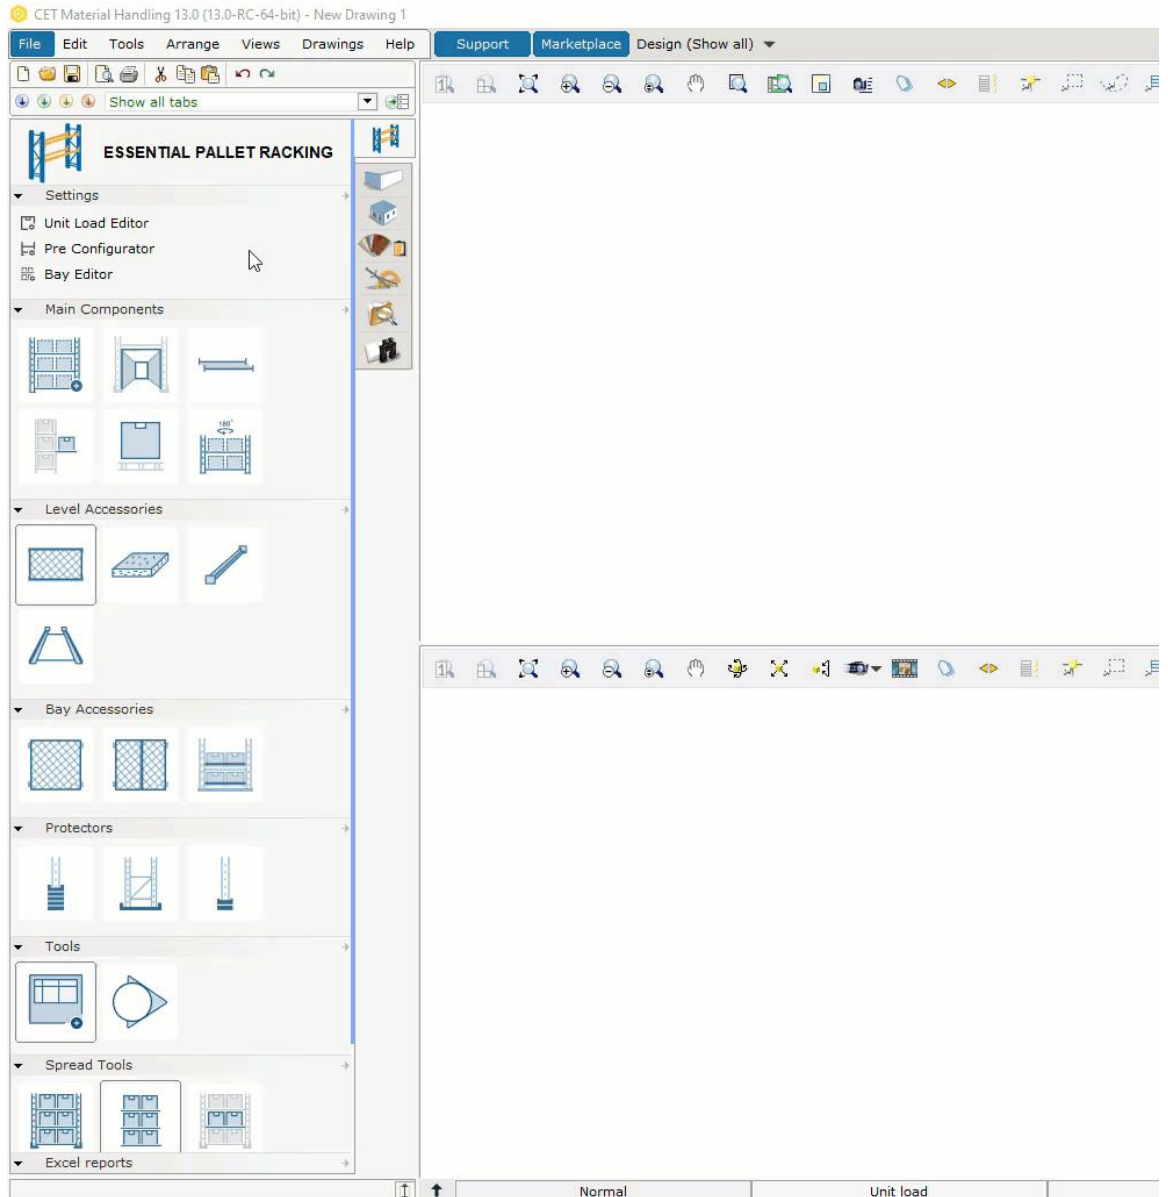 CET Material Handling 13.0 (13.0-RC-64-bit) - New Drawing 1
File Edit Tools Arrange Views Drawings Help Support Marketplace Design (Show all)
Show all tabs
ESSENTIAL PALLET RACKING
Settings
Unit Load Editor
Pre Configurator
Bay Editor
Main Components
180°
Level Accessories
Bay Accessories
Protectors
Tools
Spread Tools
Excel reports
Normal Unit load